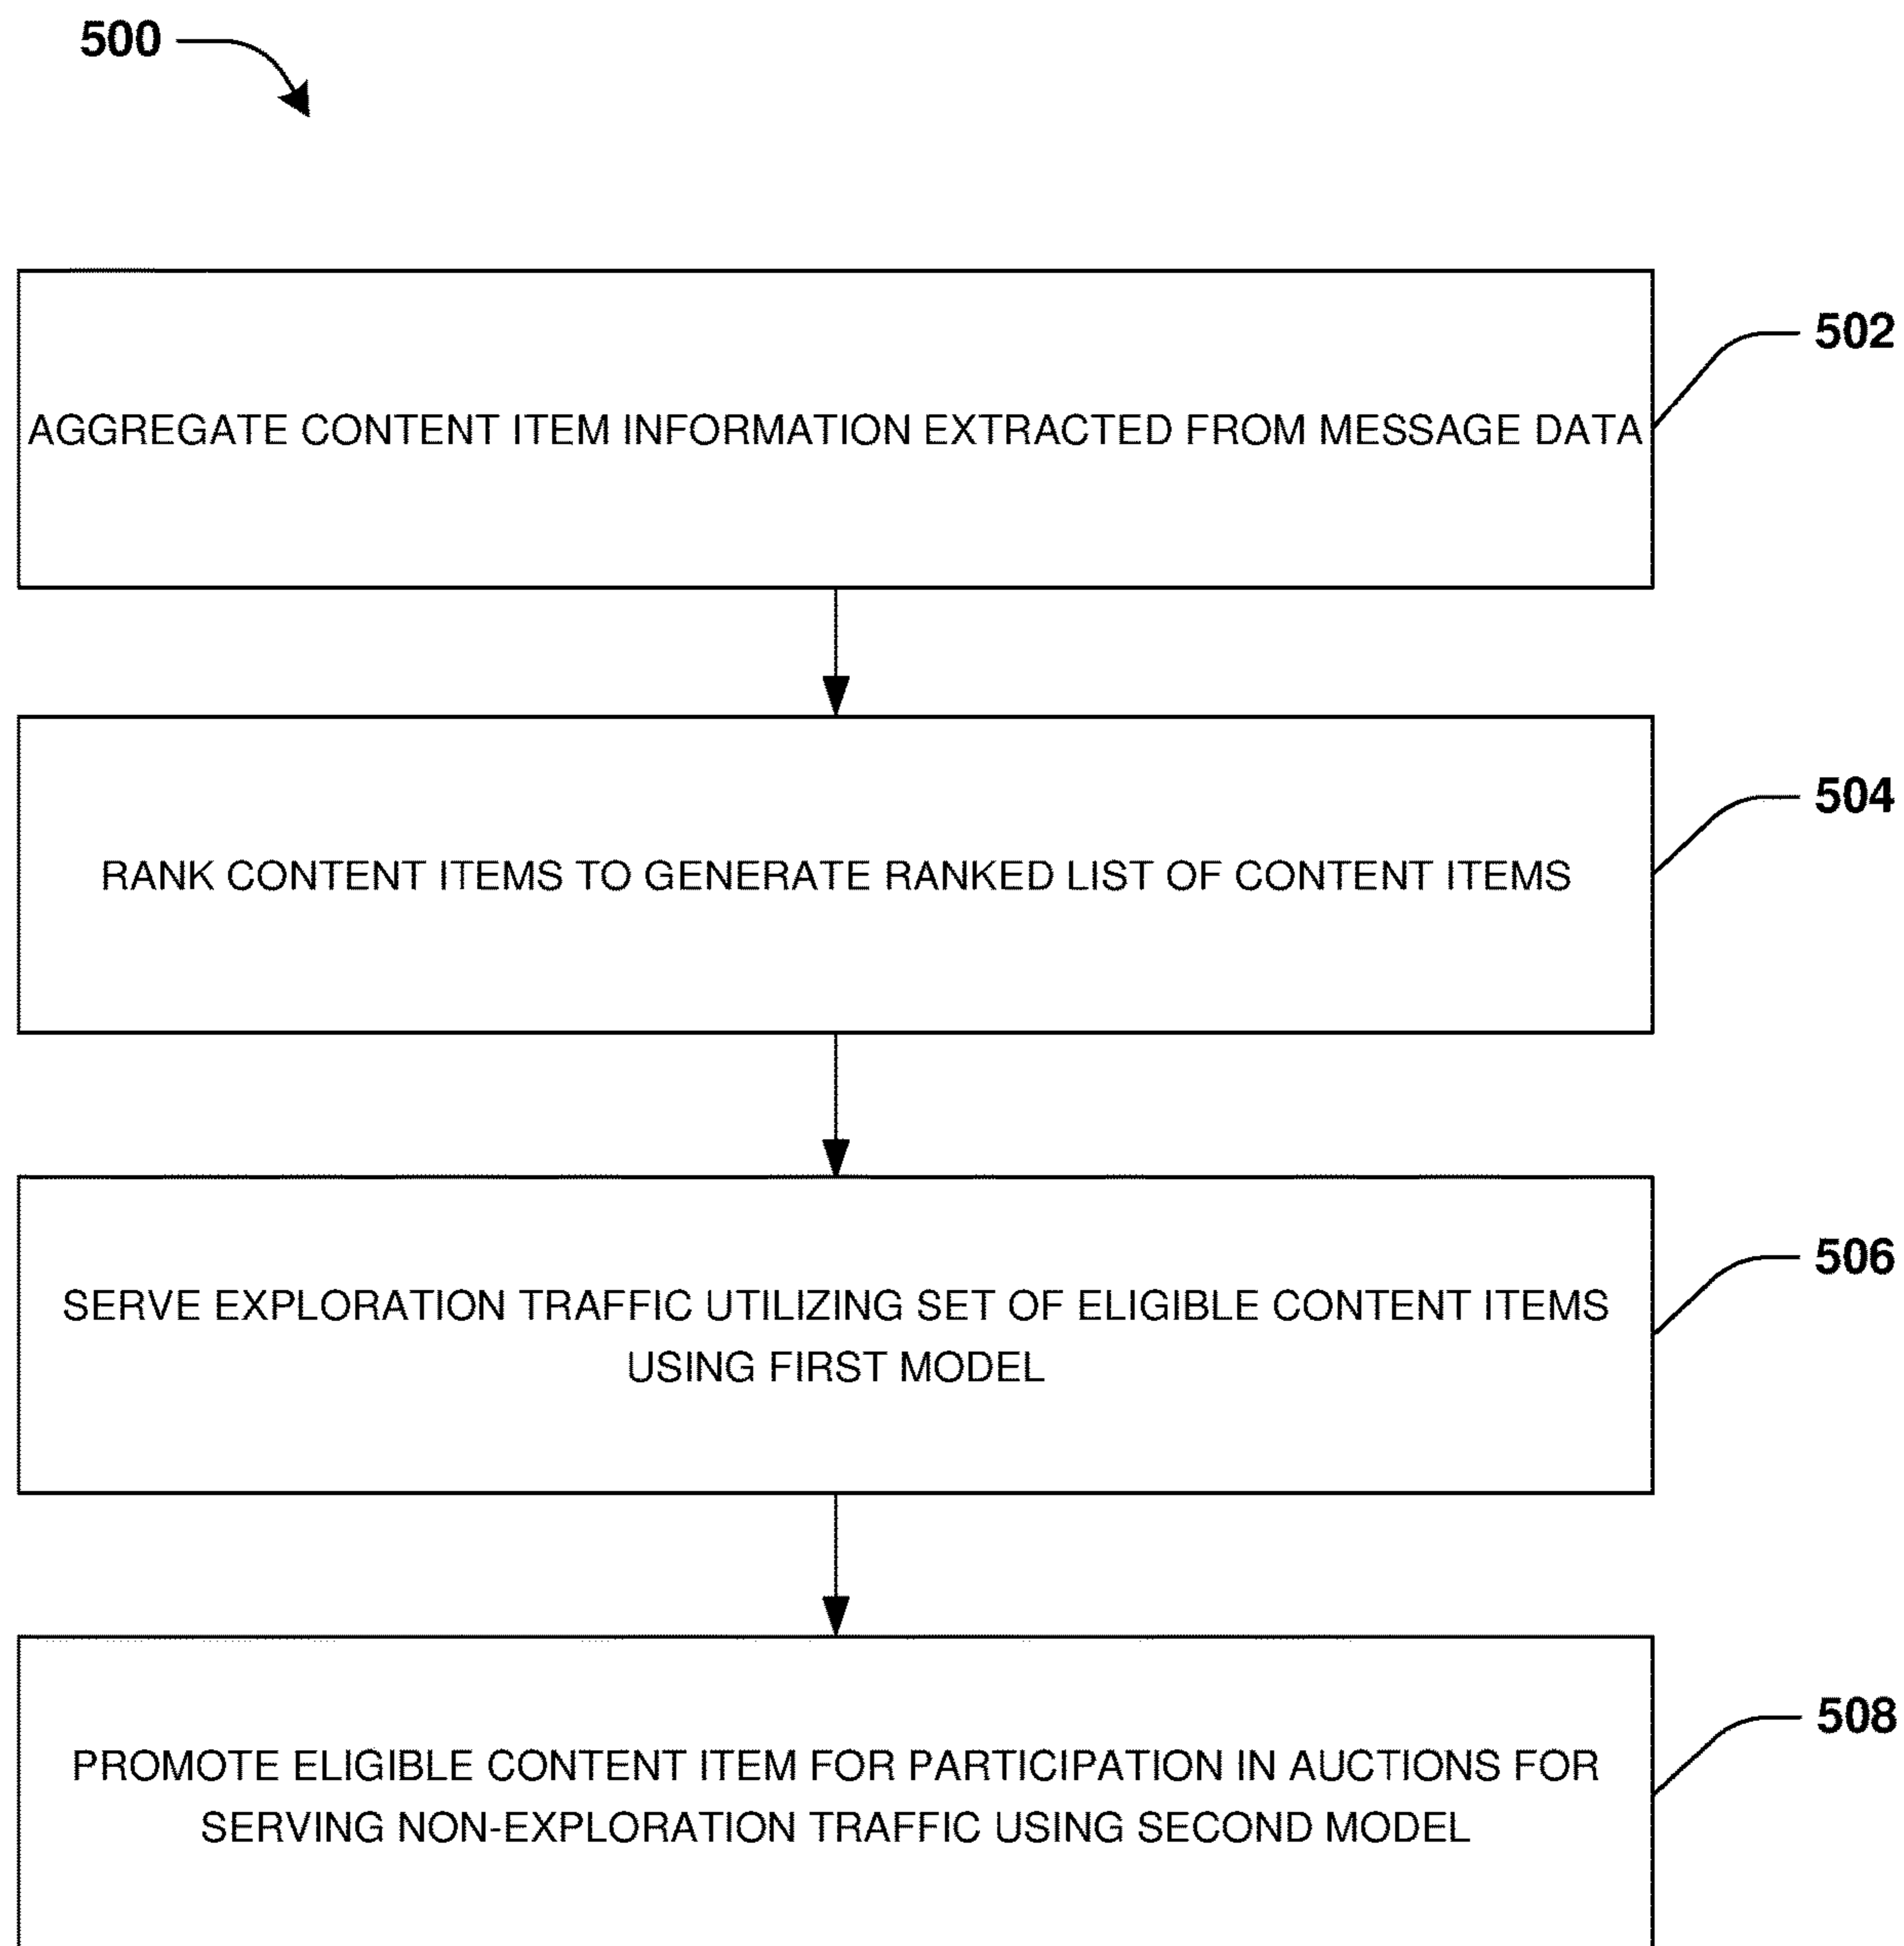 500
AGGREGATE CONTENT ITEM INFORMATION EXTRACTED FROM MESSAGE DATA
502
RANK CONTENT ITEMS TO GENERATE RANKED LIST OF CONTENT ITEMS
504
SERVE EXPLORATION TRAFFIC UTILIZING SET OF ELIGIBLE CONTENT ITEMS
USING FIRST MODEL
506
PROMOTE ELIGIBLE CONTENT ITEM FOR PARTICIPATION IN AUCTIONS FOR
SERVING NON-EXPLORATION TRAFFIC USING SECOND MODEL
508